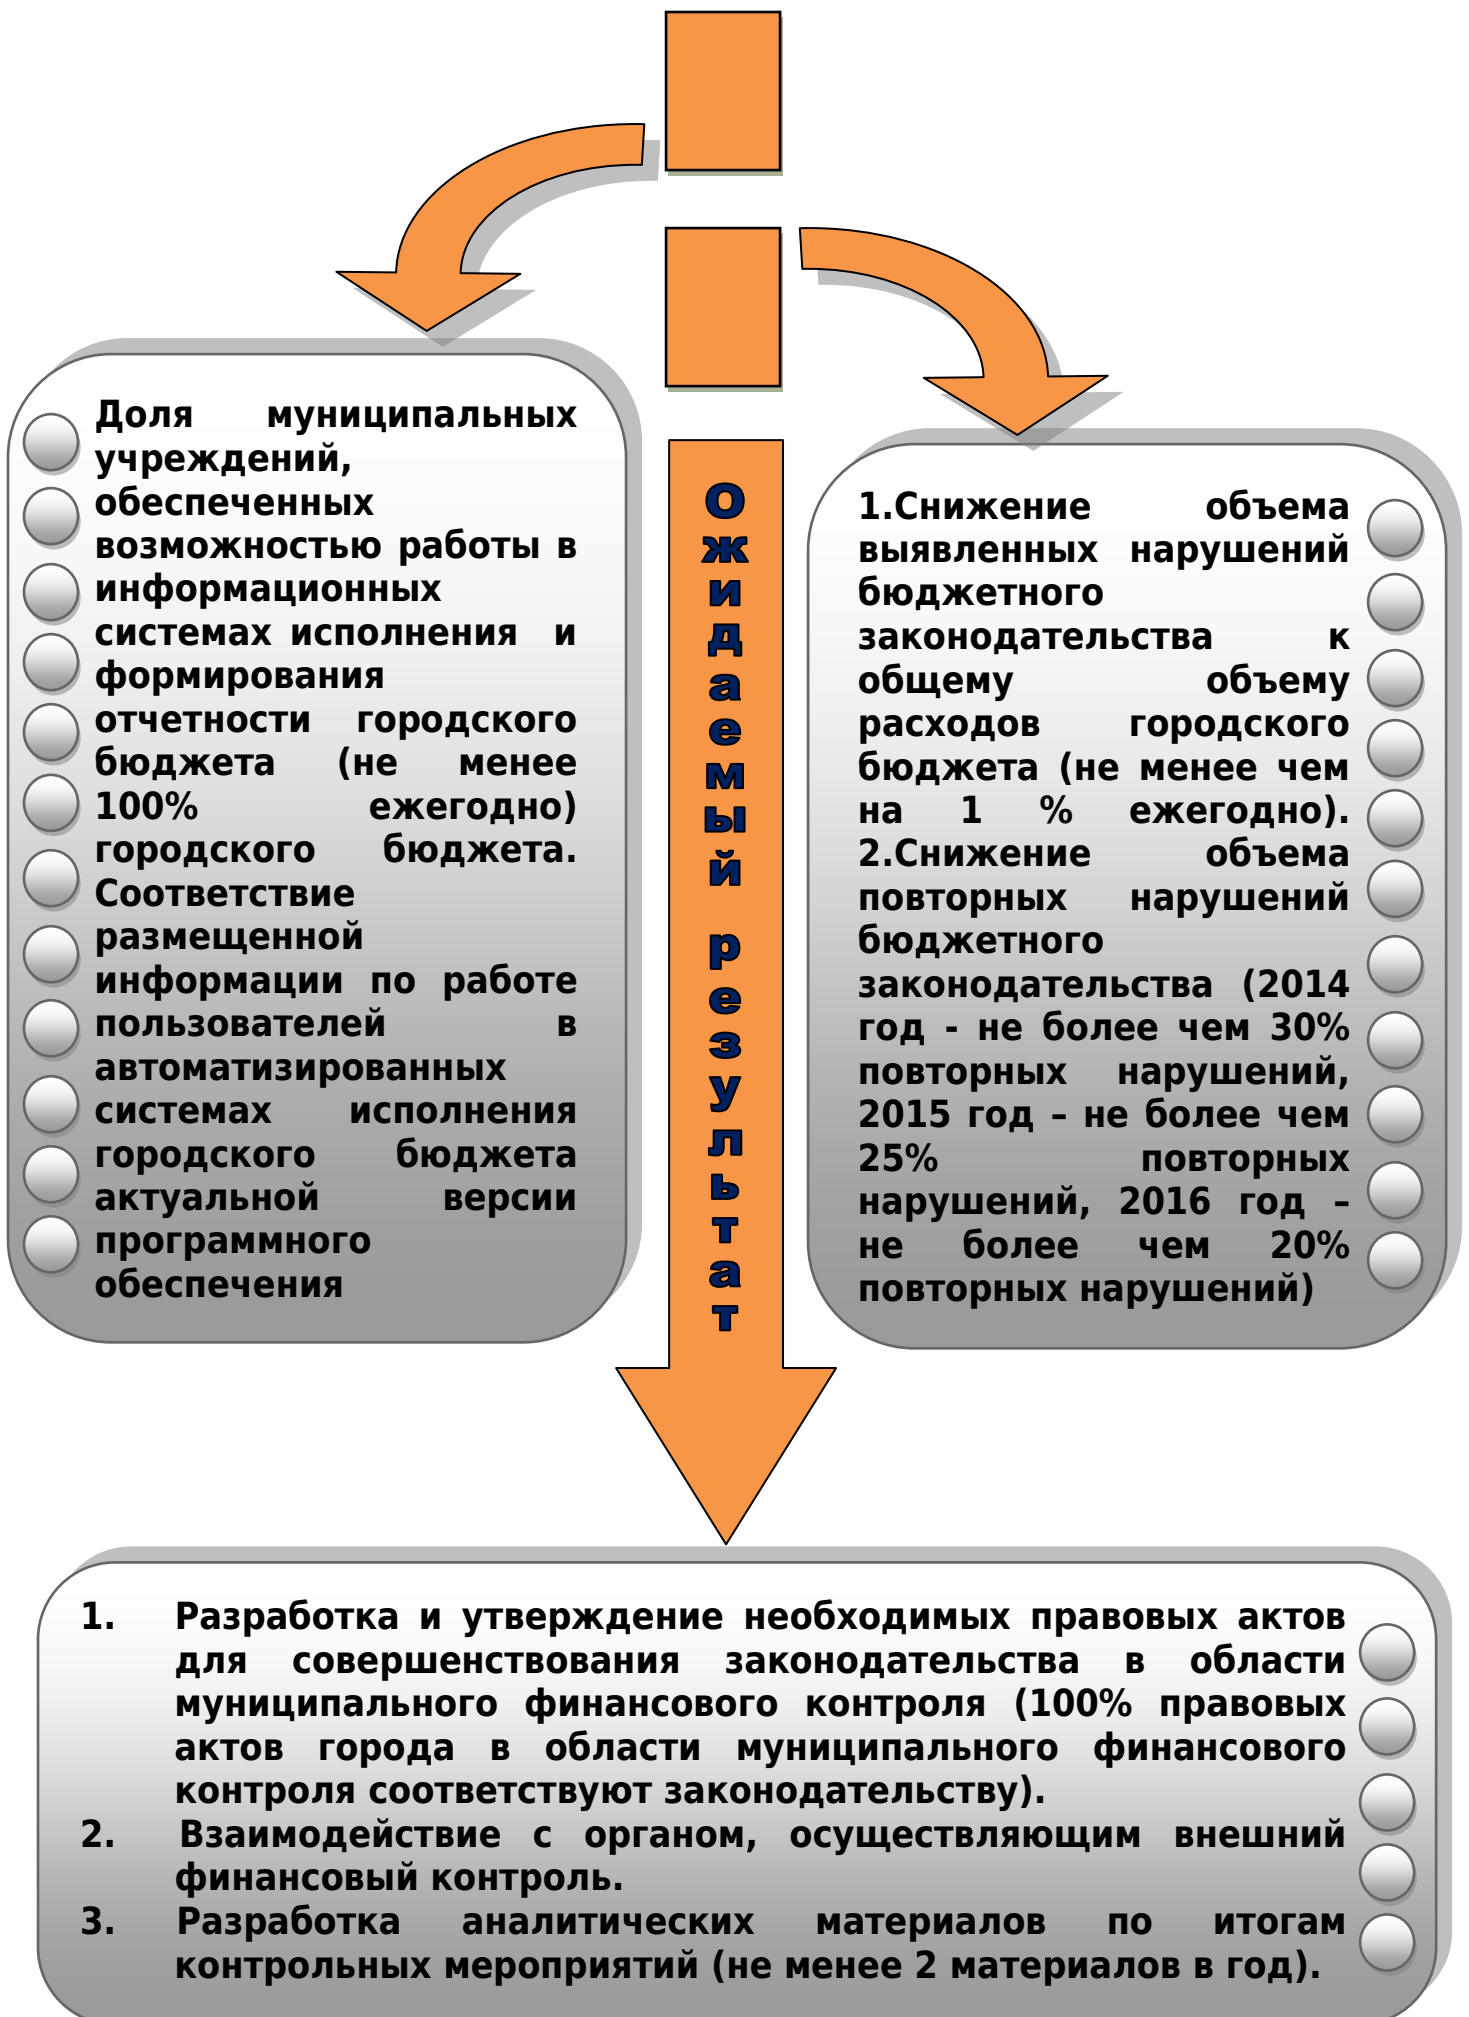 Доля муниципальных
учреждений,
обеспеченных
возможностью работы в
информационных
системах исполнения и
формирования
отчетности городского
бюджета (не менее
100% ежегодно)
городского бюджета.
Соответствие
размещенной
информации по работе
пользователей в
автоматизированных
системах исполнения
городского бюджета
актуальной версии
программного
обеспечения
Ожидаемый результат
1.Снижение объема
выявленных нарушений
бюджетного
законодательства к
общему объему
расходов городского
бюджета (не менее чем
на 1 % ежегодно).
2.Снижение объема
повторных нарушений
бюджетного
законодательства (2014
год - не более чем 30%
повторных нарушений,
2015 год – не более чем
25% повторных
нарушений, 2016 год –
не более чем 20%
повторных нарушений)
1. Разработка и утверждение необходимых правовых актов
для совершенствования законодательства в области
муниципального финансового контроля (100% правовых
актов города в области муниципального финансового
контроля соответствуют законодательству).
2. Взаимодействие с органом, осуществляющим внешний
финансовый контроль.
3. Разработка аналитических материалов по итогам
контрольных мероприятий (не менее 2 материалов в год).